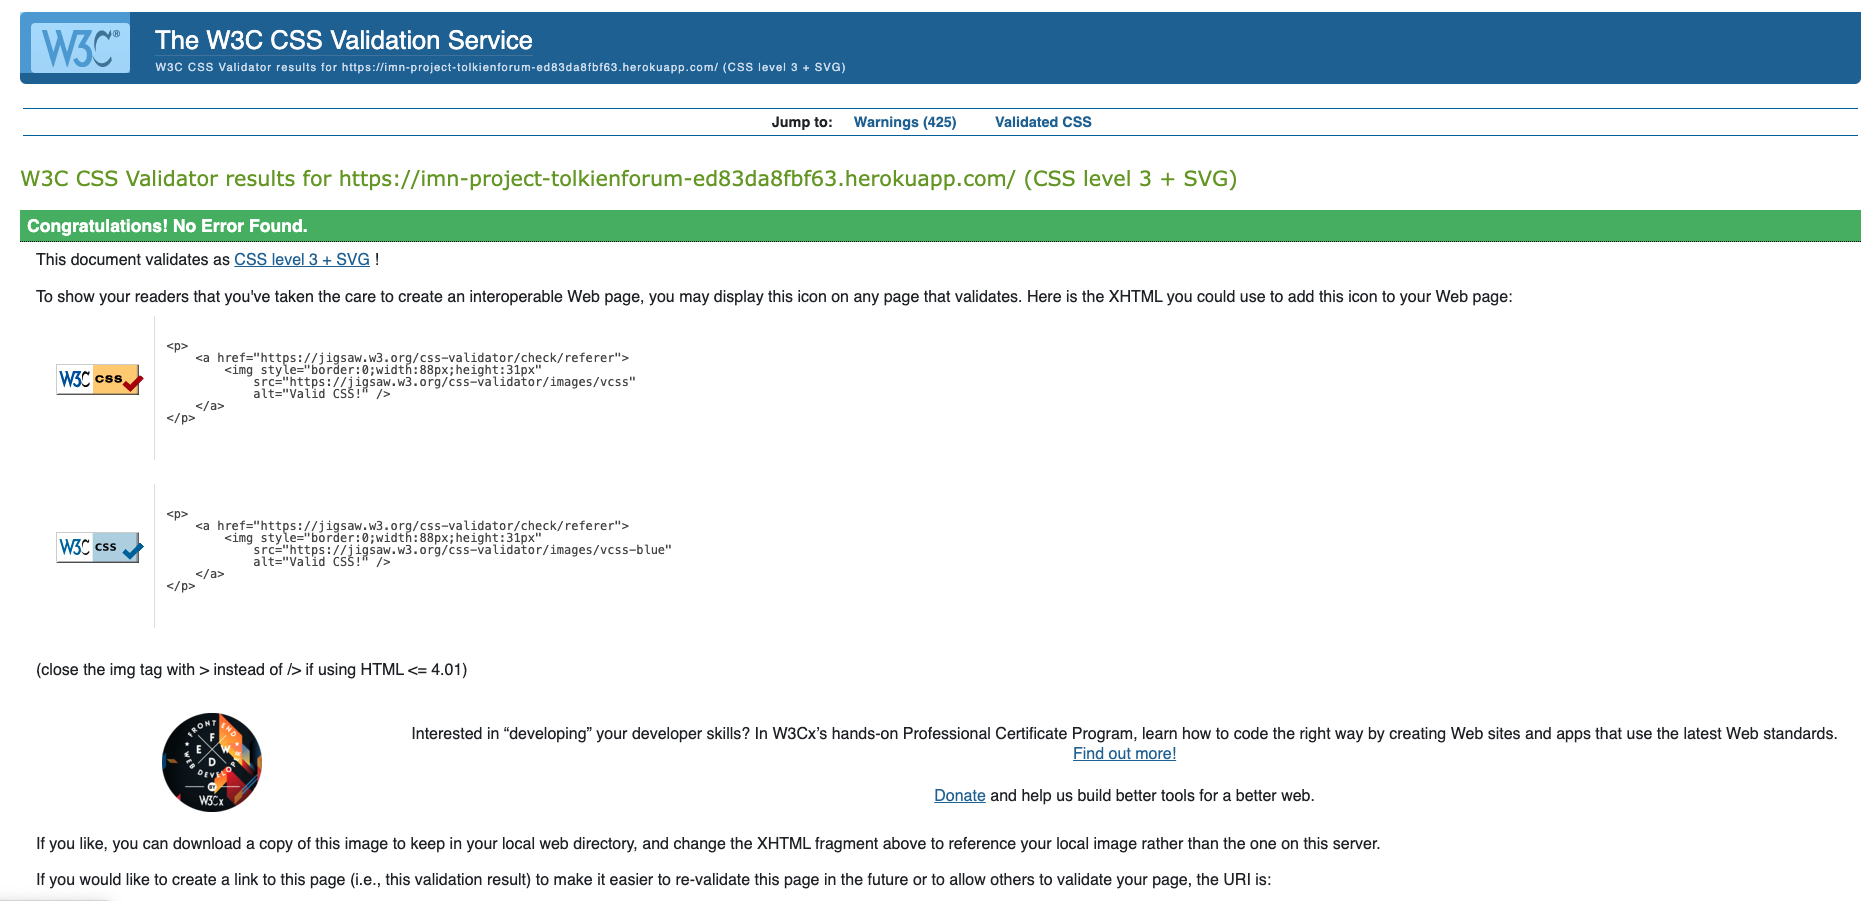 W3C®
The W3C CSS Validation Service
W3C CSS Validator results for https://imn-project-tolkienforum-ed83da8fbf63.herokuapp.com/ (CSS level 3 + SVG)
Jump to: Warnings (425) Validated CSS
W3C CSS Validator results for https://imn-project-tolkienforum-ed83da8fbf63.herokuapp.com/ (CSS level 3 + SVG)
Congratulations! No Error Found.
This document validates as CSS level 3 + SVG !
To show your readers that you've taken the care to create an interoperable Web page, you may display this icon on any page that validates. Here is the XHTML you could use to add this icon to your Web page:
W3C css
<p>
<a href="https://jigsaw.w3.org/css-validator/check/referer">
<img style="border:0;width:88px;height:31px"
src="https://jigsaw.w3.org/css-validator/images/vcss"
alt="Valid CSS!" />
</a>
</p>
W3C css
<p>
<a href="https://jigsaw.w3.org/css-validator/check/referer">
<img style="border:0;width:88px;height:31px"
src="https://jigsaw.w3.org/css-validator/images/vcss-blue"
alt="Valid CSS!" />
</a>
</p>
(close the img tag with > instead of /> if using HTML <= 4.01)
FRONT END
F
E W
D
WEB DEVELOPER
BY
W3Cx
Interested in “developing” your developer skills? In W3Cx’s hands-on Professional Certificate Program, learn how to code the right way by creating Web sites and apps that use the latest Web standards.
Find out more!
Donate and help us build better tools for a better web.
If you like, you can download a copy of this image to keep in your local web directory, and change the XHTML fragment above to reference your local image rather than the one on this server.
If you would like to create a link to this page (i.e., this validation result) to make it easier to re-validate this page in the future or to allow others to validate your page, the URI is: